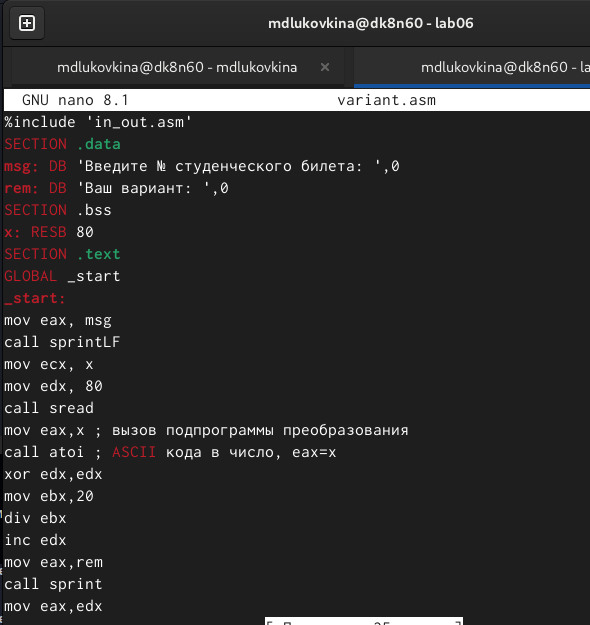 mdlukovkina@dk8n60 - lab06
mdlukovkina@dk8n60 - mdlukovkina × mdlukovkina@dk8n60 - la
GNU nano 8.1 variant.asm
%include 'in_out.asm'
SECTION .data
msg: DB 'Введите № студенческого билета: ',0
rem: DB 'Ваш вариант: ',0
SECTION .bss
x: RESB 80
SECTION .text
GLOBAL _start
_start:
mov eax, msg
call sprintLF
mov ecx, x
mov edx, 80
call sread
mov eax,x ; вызов подпрограммы преобразования
call atoi ; ASCII кода в число, eax=x
xor edx,edx
mov ebx,20
div ebx
inc edx
mov eax,rem
call sprint
mov eax,edx